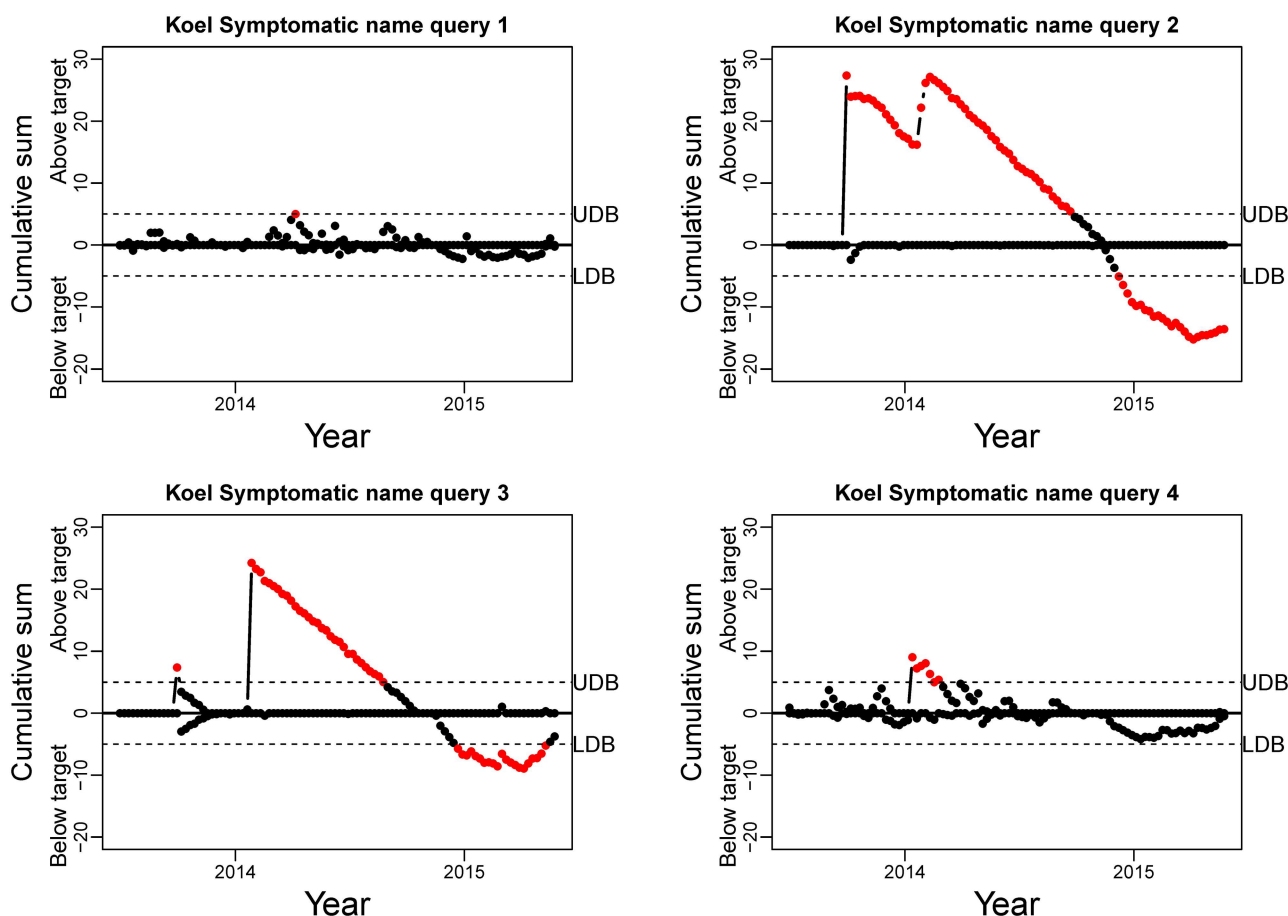 Koel Symptomatic name query 1
Cumulative sum
Below target
Above target
−20
−10
0
10
20
30
UDB
LDB
2014
2015
Year
Koel Symptomatic name query 2
Cumulative sum
Below target
Above target
−20
−10
0
10
20
30
UDB
LDB
2014
2015
Year
Koel Symptomatic name query 3
Cumulative sum
Below target
Above target
−20
−10
0
10
20
30
UDB
LDB
2014
2015
Year
Koel Symptomatic name query 4
Cumulative sum
Below target
Above target
−20
−10
0
10
20
30
UDB
LDB
2014
2015
Year